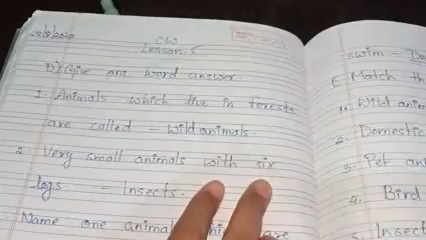 CW
Lesson-5
D) Give one word answer.
1. Animals which live in forests
are called - wild animals.
2. Very small animals with six
legs - Insects.
Name one animal
swim -
E Match th
1. Wild anim
2. Domestic
3. Pet an
4. Bird
5. Insect